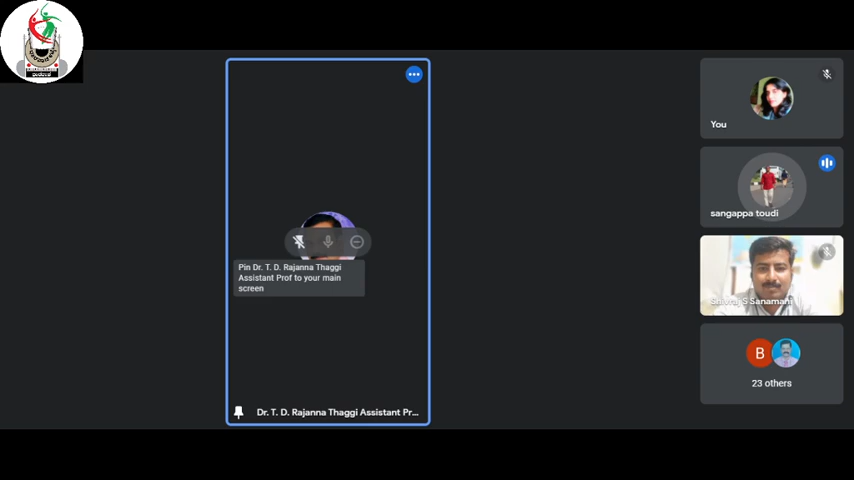 You
sangappa toudi
Pin Dr. T. D. Rajanna Thaggi
Assistant Prof to your main
screen
S Sanamani
B
23 others
Dr. T. D. Rajanna Thaggi Assistant Pr...